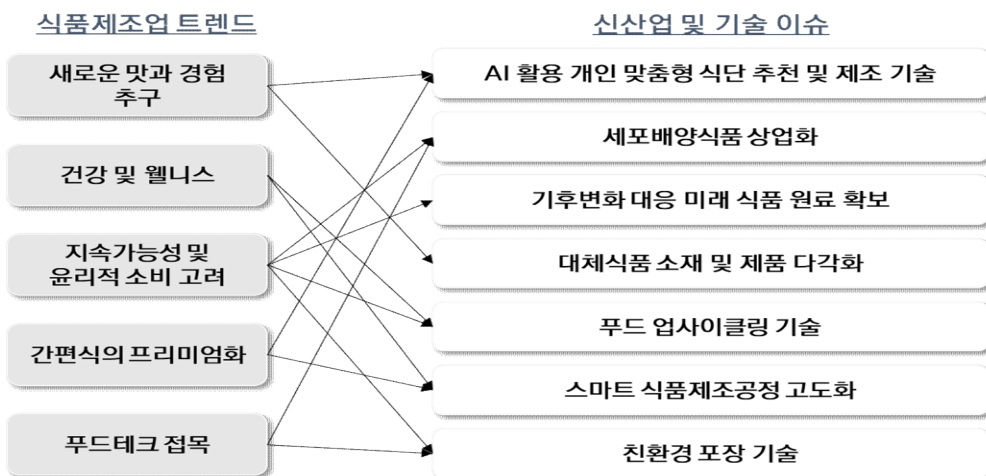 식품제조업 트렌드
새로운 맛과 경험
추구
건강 및 웰니스
지속가능성 및
윤리적 소비 고려
간편식의 프리미엄화
푸드테크 접목
신산업 및 기술 이슈
AI 활용 개인 맞춤형 식단 추천 및 제조 기술
세포배양식품 상업화
기후변화 대응 미래 식품 원료 확보
대체식품 소재 및 제품 다각화
푸드 업사이클링 기술
스마트 식품제조공정 고도화
친환경 포장 기술